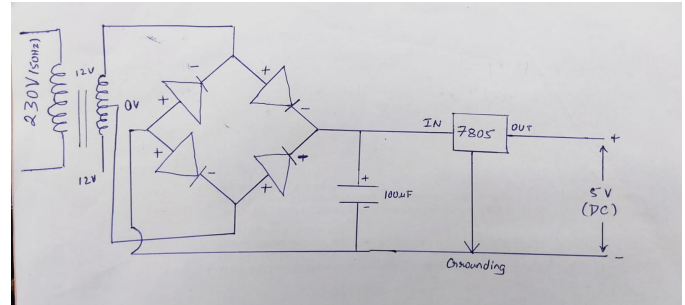 230V(50Hz)
12V
0V
12V
-
+
+
-
+
-
+
-
+
100µF
-
IN
7805
OUT
+
5V
(DC)
-
Grounding